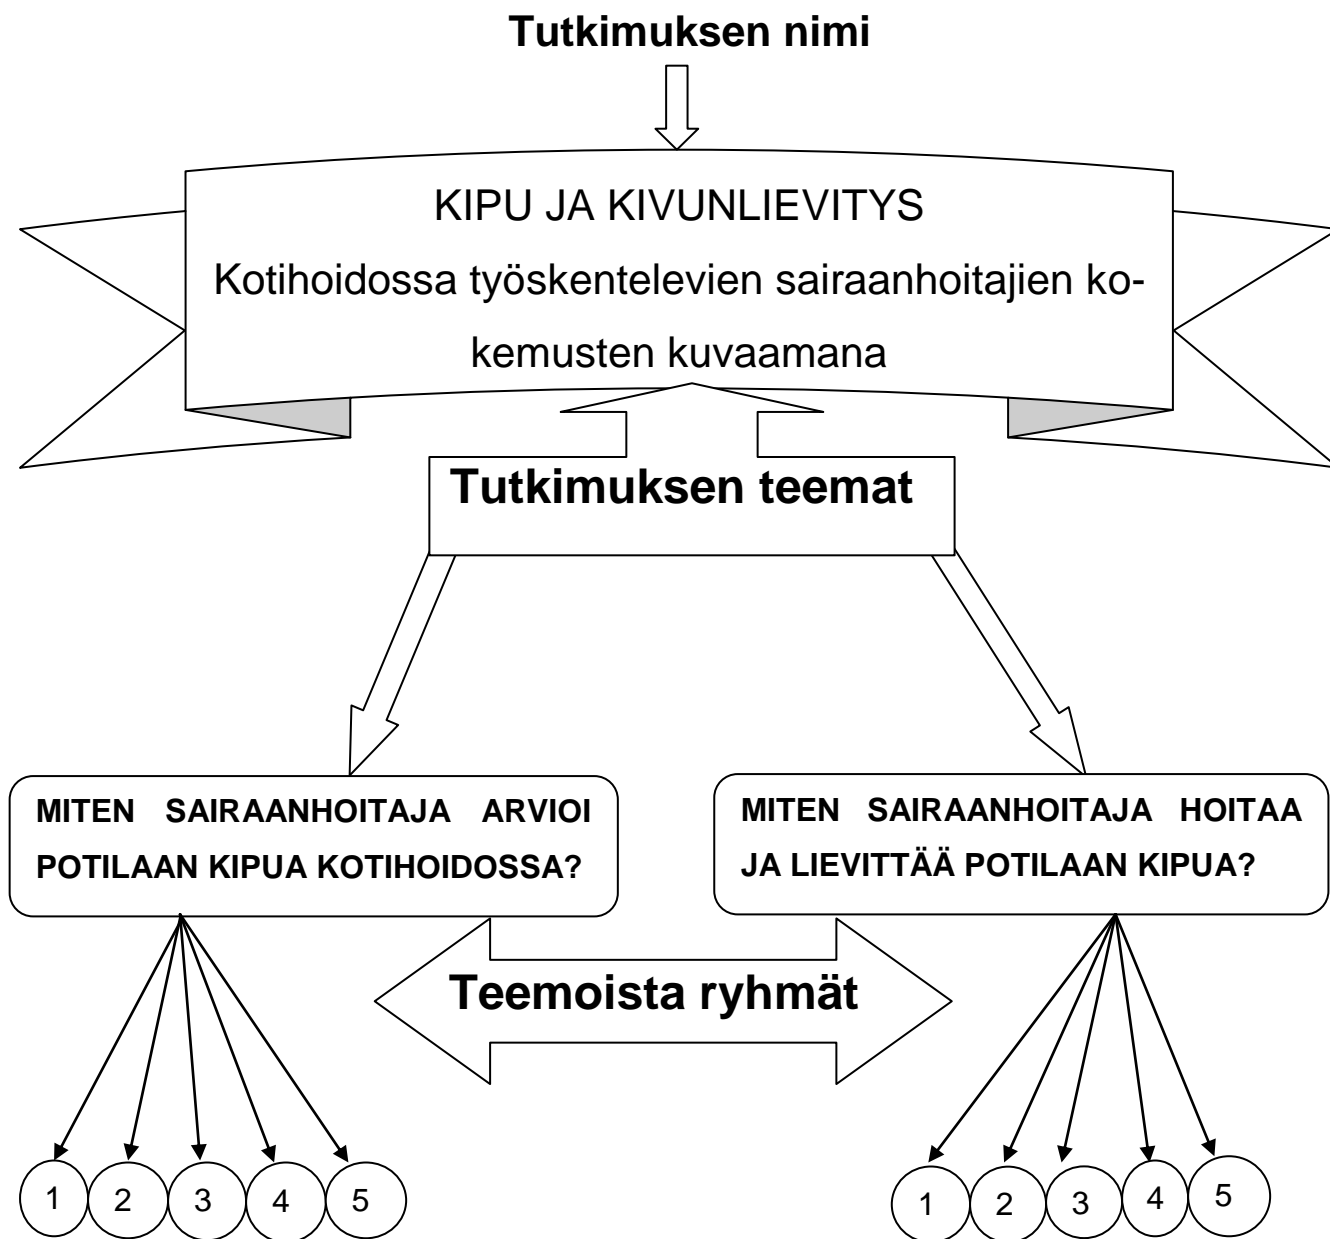 Tutkimuksen nimi
KIPU JA KIVUNLIEVITYS
Kotihoidossa työskentelevien sairaanhoitajien ko-
kemusten kuvaamana
Tutkimuksen teemat
MITEN SAIRAANHOITAJA ARVIOI
POTILAAN KIPUA KOTIHOIDOSSA?
MITEN SAIRAANHOITAJA HOITAA
JA LIEVITTÄÄ POTILAAN KIPUA?
Teemoista ryhmät
1 2 3 4 5
1 2 3 4 5